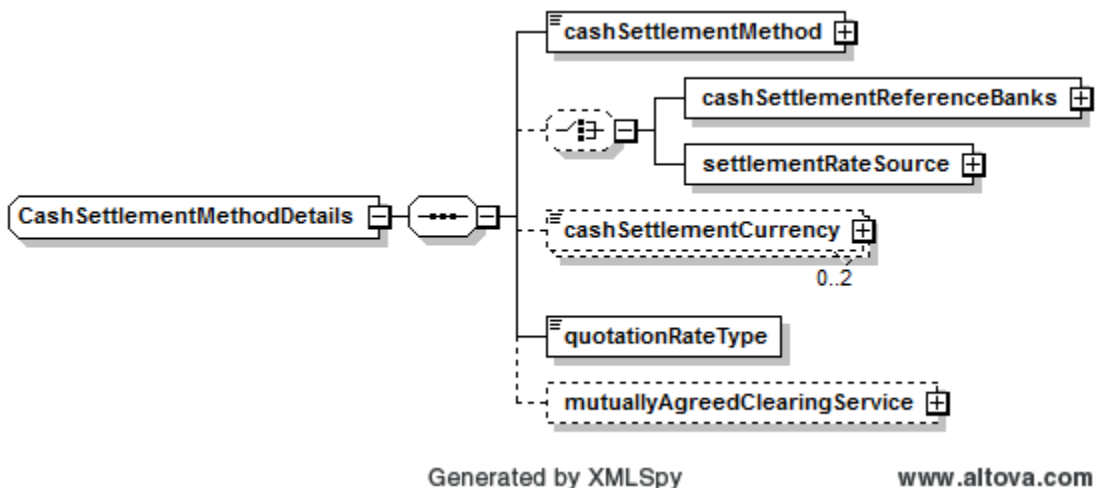 cashSettlementMethod
cashSettlementReferenceBanks
settlementRateSource
CashSettlementMethodDetails
cashSettlementCurrency
0..2
quotationRateType
mutuallyAgreedClearingService
Generated by XMLSpy www.altova.com